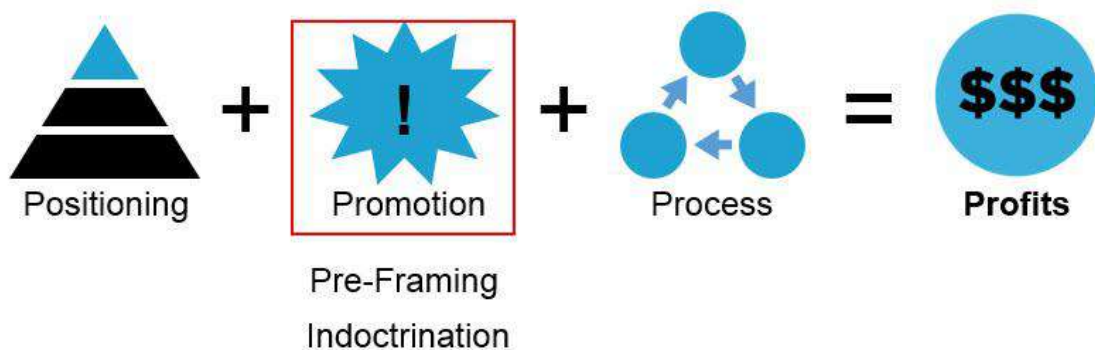 + ! + = $$$
Positioning Promotion Process Profits
Pre-Framing
Indoctrination